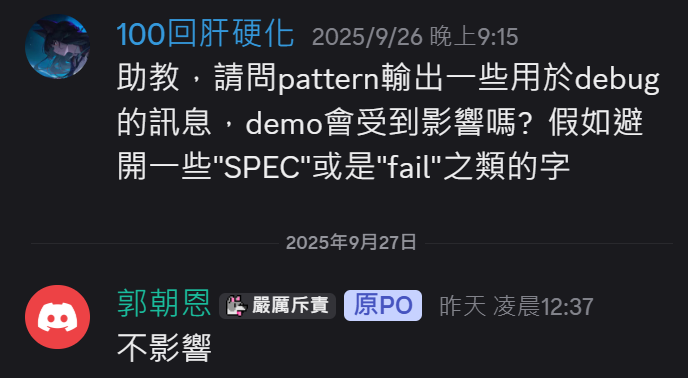 100回肝硬化 2025/9/26 晚上9:15
助教，請問pattern輸出一些用於debug
的訊息，demo會受到影響嗎？假如避
開一些"SPEC"或是"fail"之類的字
2025年9月27日
郭朝恩 嚴厲斥責 原PO 昨天 凌晨12:37
不影響